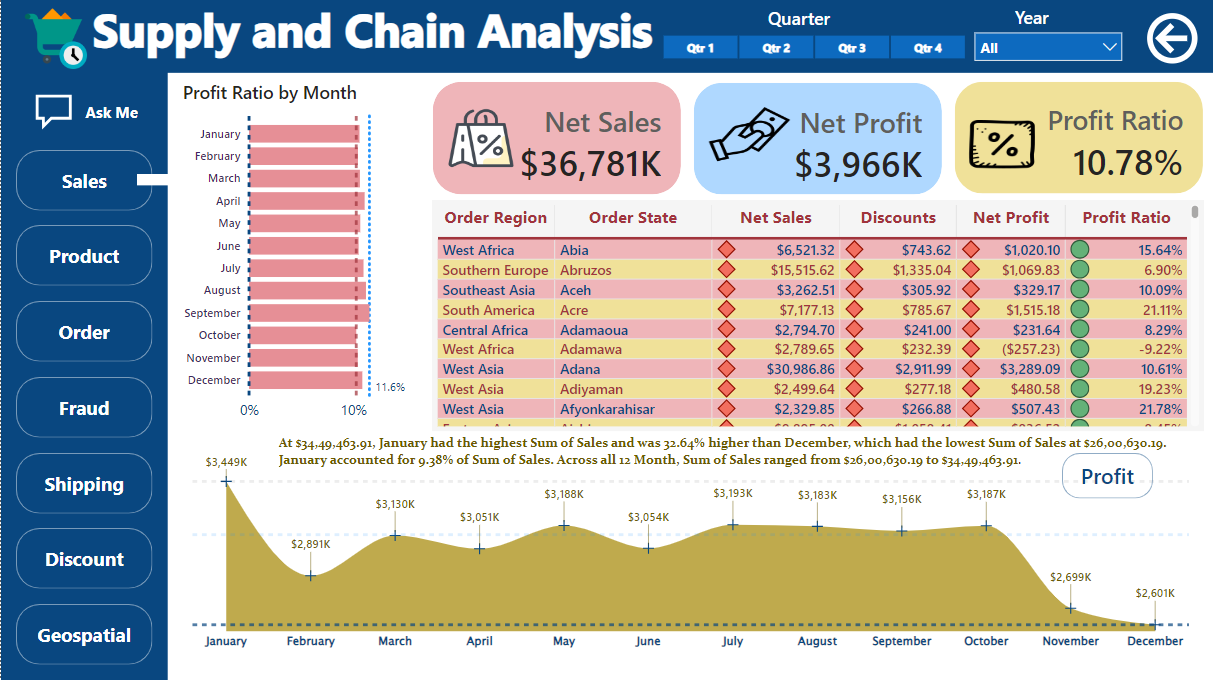 Supply and Chain Analysis
Quarter
Qtr 1 Qtr 2 Qtr 3 Qtr 4
Year
All
Ask Me
Sales
Product
Order
Fraud
Shipping
Discount
Geospatial
Profit Ratio by Month
January
February
March
April
May
June
July
August
September
October
November
December
11.6%
0% 10%
Net Sales
$36,781K
Net Profit
$3,966K
Profit Ratio
10.78%
Order Region Order State Net Sales Discounts Net Profit Profit Ratio
West Africa Abia $6,521.32 $743.62 $1,020.10 15.64%
Southern Europe Abruzos $15,515.62 $1,335.04 $1,069.83 6.90%
Southeast Asia Aceh $3,262.51 $305.92 $329.17 10.09%
South America Acre $7,177.13 $785.67 $1,515.18 21.11%
Central Africa Adamaoua $2,794.70 $241.00 $231.64 8.29%
West Africa Adamawa $2,789.65 $232.39 ($257.23) -9.22%
West Asia Adana $30,986.86 $2,911.99 $3,289.09 10.61%
West Asia Adiyaman $2,499.64 $277.18 $480.58 19.23%
West Asia Afyonkarahisar $2,329.85 $266.88 $507.43 21.78%
At $34,49,463.91, January had the highest Sum of Sales and was 32.64% higher than December, which had the lowest Sum of Sales at $26,00,630.19.
January accounted for 9.38% of Sum of Sales. Across all 12 Month, Sum of Sales ranged from $26,00,630.19 to $34,49,463.91.
Profit
$3,449K
$2,891K
$3,130K
$3,051K
$3,188K
$3,054K
$3,193K
$3,183K
$3,156K
$3,187K
$2,699K
$2,601K
January February March April May June July August September October November December